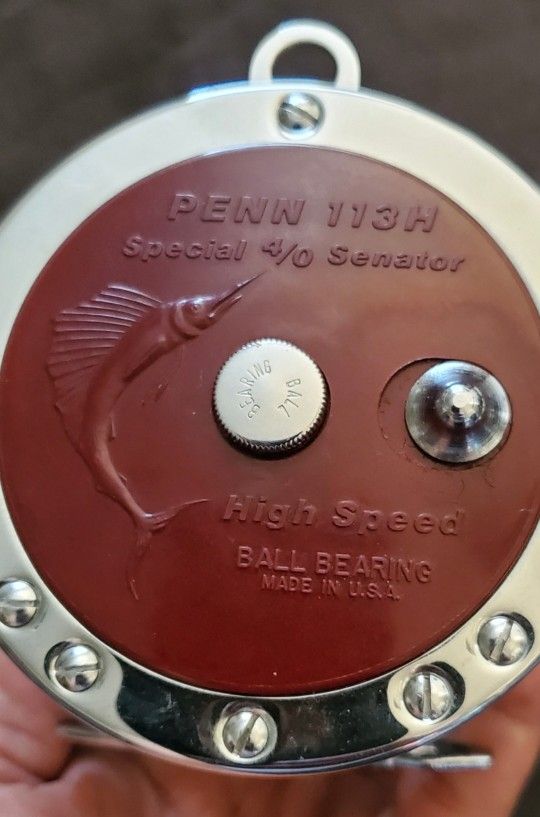 PENN 113H
Special 4/0 Senator
BALL BEARING
High Speed
BALL BEARING
MADE IN U.S.A.